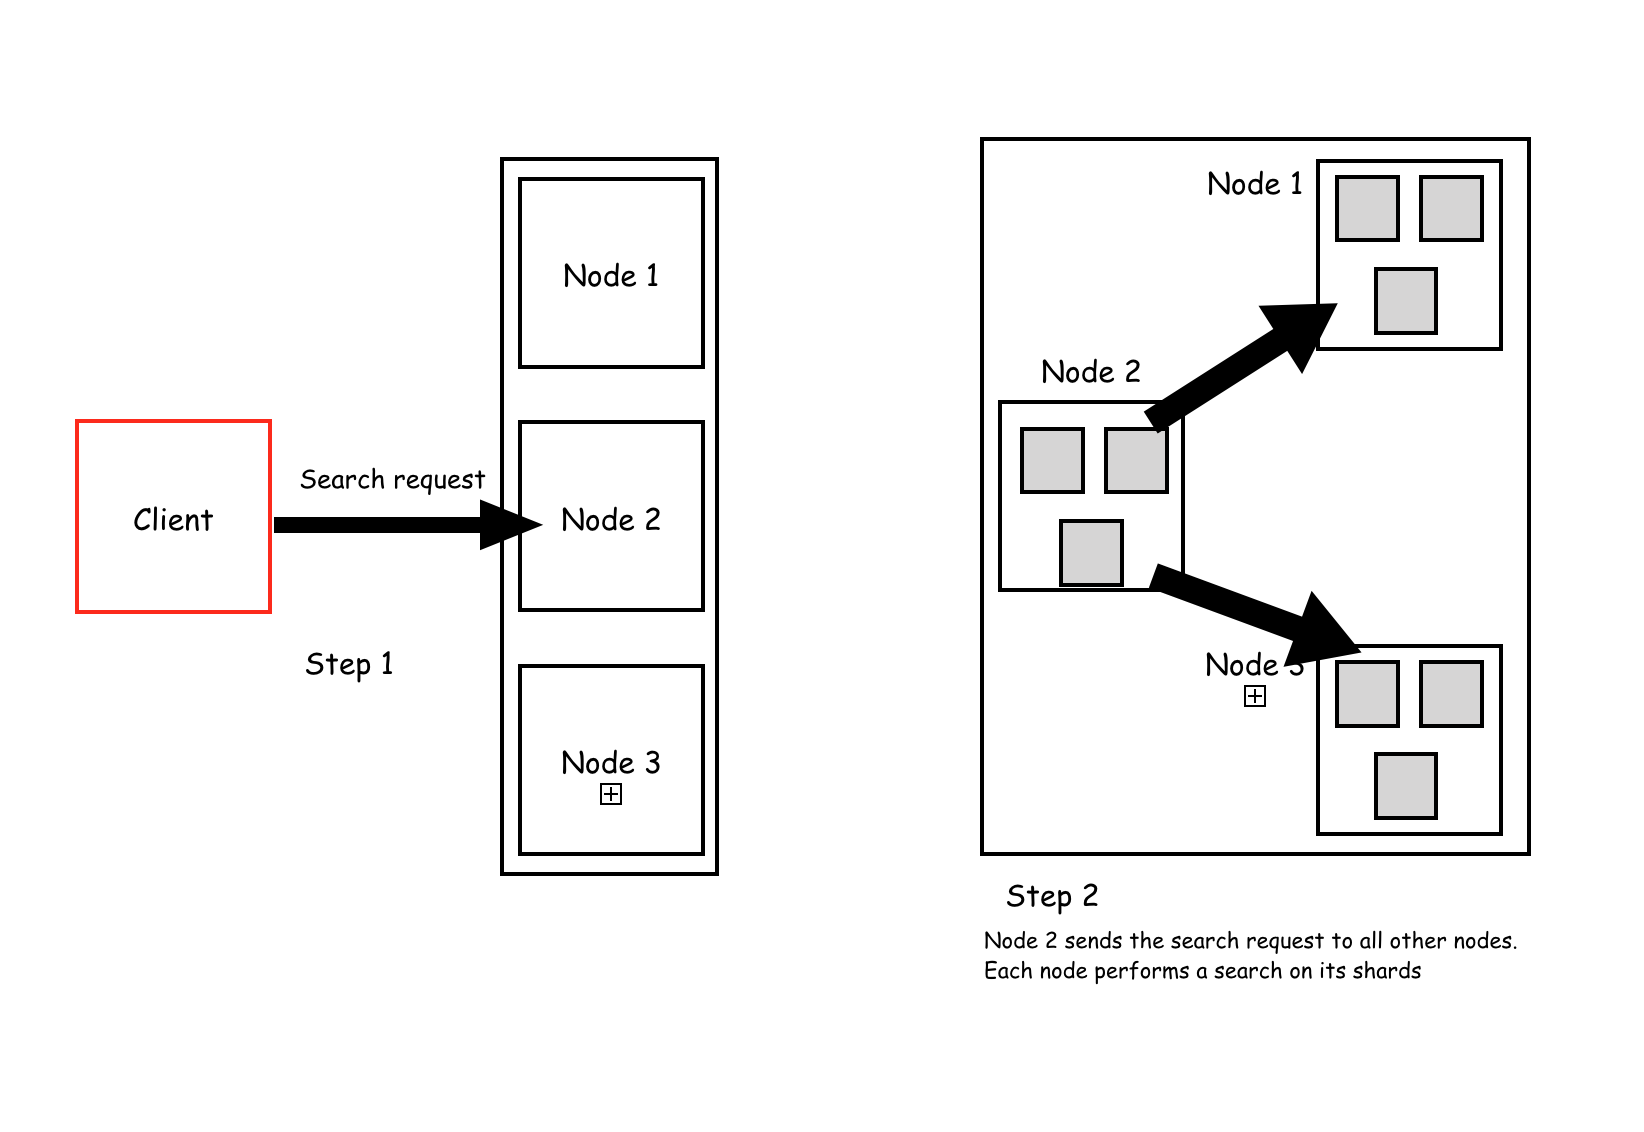 Client
Search request
Step 1
Node 1
Node 2
Node 3
Node 1
Node 2
Node 3
Step 2
Node 2 sends the search request to all other nodes.
Each node performs a search on its shards